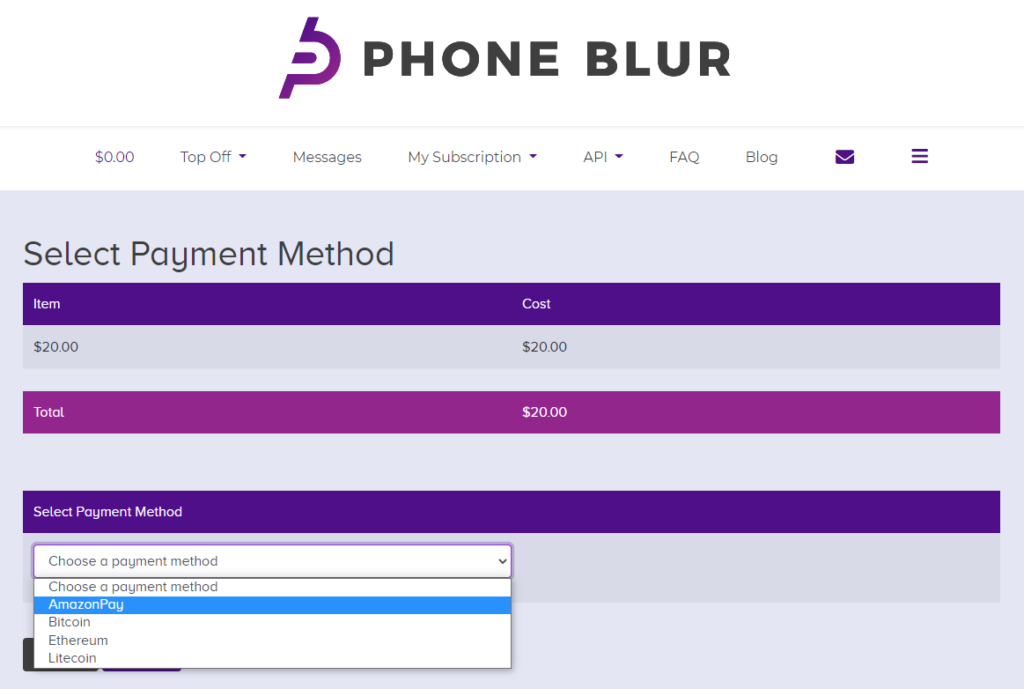 PHONE BLUR
$0.00 Top Off Messages My Subscription API FAQ Blog
Select Payment Method
Item Cost
$20.00 $20.00
Total $20.00
Select Payment Method
Choose a payment method
Choose a payment method
AmazonPay
Bitcoin
Ethereum
Litecoin